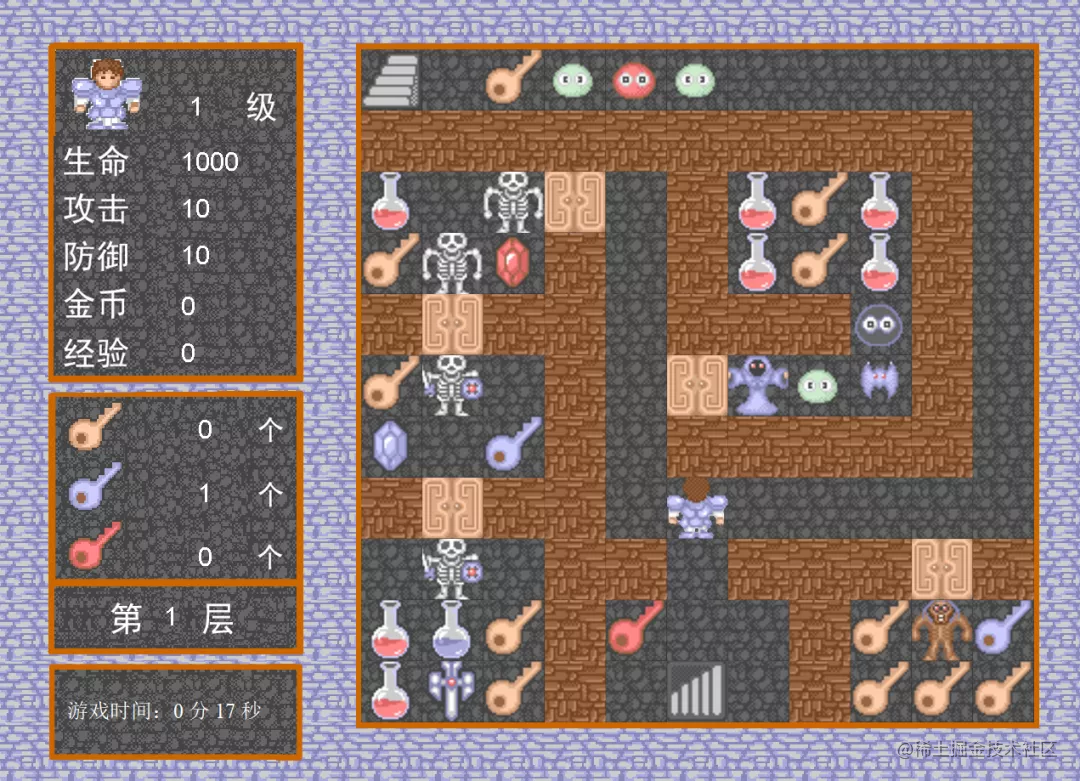 1 级
生命 1000
攻击 10
防御 10
金币 0
经验 0
0 个
1 个
0 个
第 1 层
游戏时间：0 分 17 秒
@稀土掘金技术社区